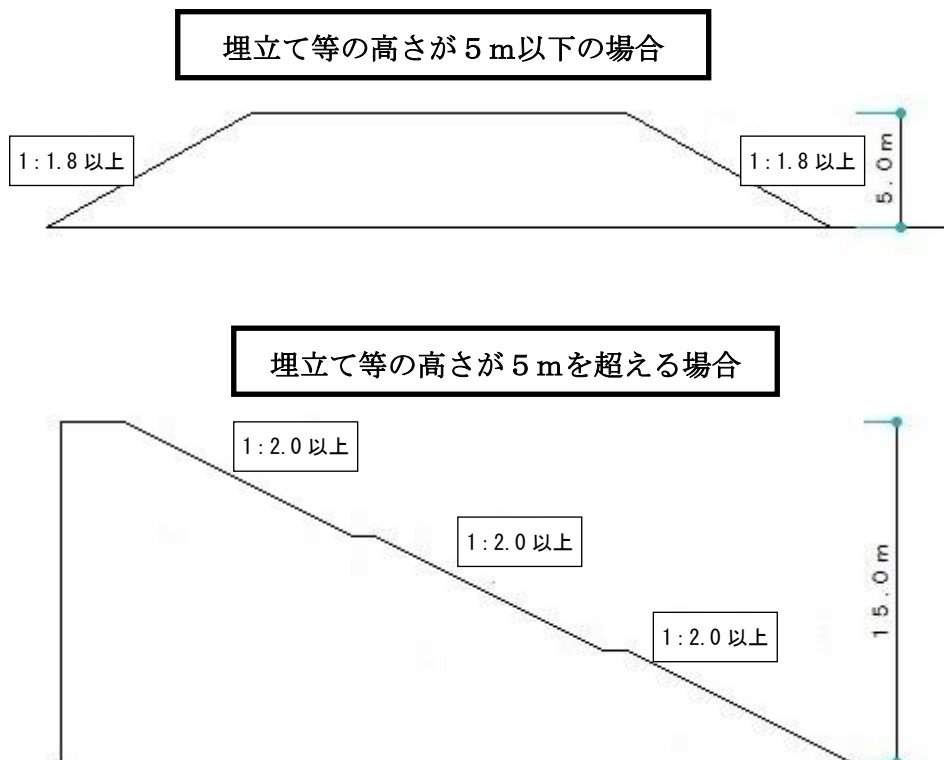 埋立て等の高さが５ｍ以下の場合
1：1.8 以上
1：1.8 以上
5.0m
埋立て等の高さが５ｍを超える場合
1：2.0 以上
1：2.0 以上
1：2.0 以上
15.0m